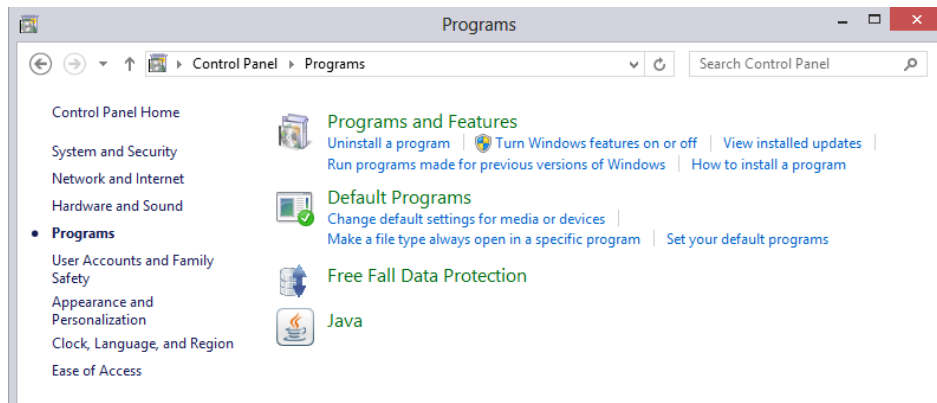 Programs
Control Panel Programs
Search Control Panel
Control Panel Home
System and Security
Network and Internet
Hardware and Sound
Programs
User Accounts and Family
Safety
Appearance and
Personalization
Clock, Language, and Region
Ease of Access
Programs and Features
Uninstall a program Turn Windows features on or off View installed updates
Run programs made for previous versions of Windows How to install a program
Default Programs
Change default settings for media or devices
Make a file type always open in a specific program Set your default programs
Free Fall Data Protection
Java